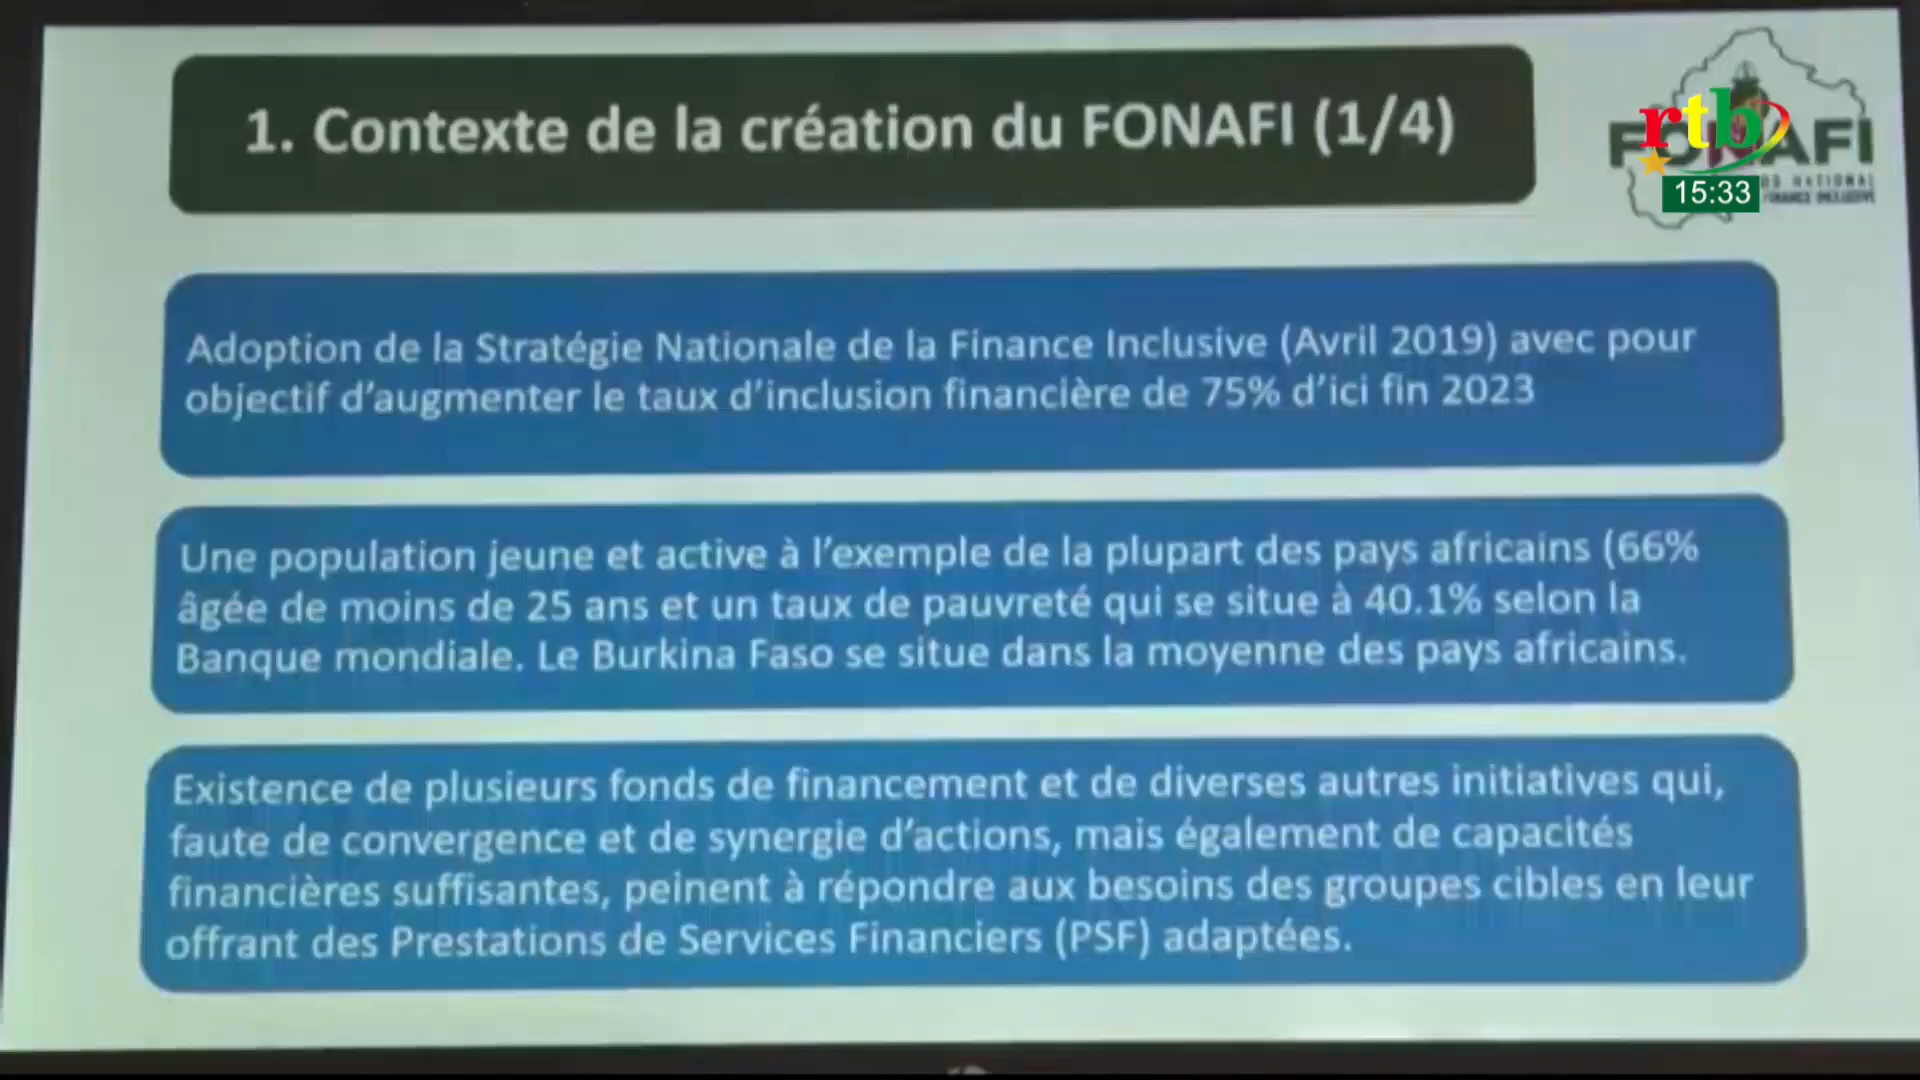 1. Contexte de la création du FONAFI (1/4)
rtb
15:33
FONAFI
NATIONAL
FINANCE INCLUSIVE
Adoption de la Stratégie Nationale de la Finance Inclusive (Avril 2019) avec pour
objectif d’augmenter le taux d’inclusion financière de 75% d’ici fin 2023
Une population jeune et active à l’exemple de la plupart des pays africains (66%
âgée de moins de 25 ans et un taux de pauvreté qui se situe à 40.1% selon la
Banque mondiale. Le Burkina Faso se situe dans la moyenne des pays africains.
Existence de plusieurs fonds de financement et de diverses autres initiatives qui,
faute de convergence et de synergie d’actions, mais également de capacités
financières suffisantes, peinent à répondre aux besoins des groupes cibles en leur
offrant des Prestations de Services Financiers (PSF) adaptées.